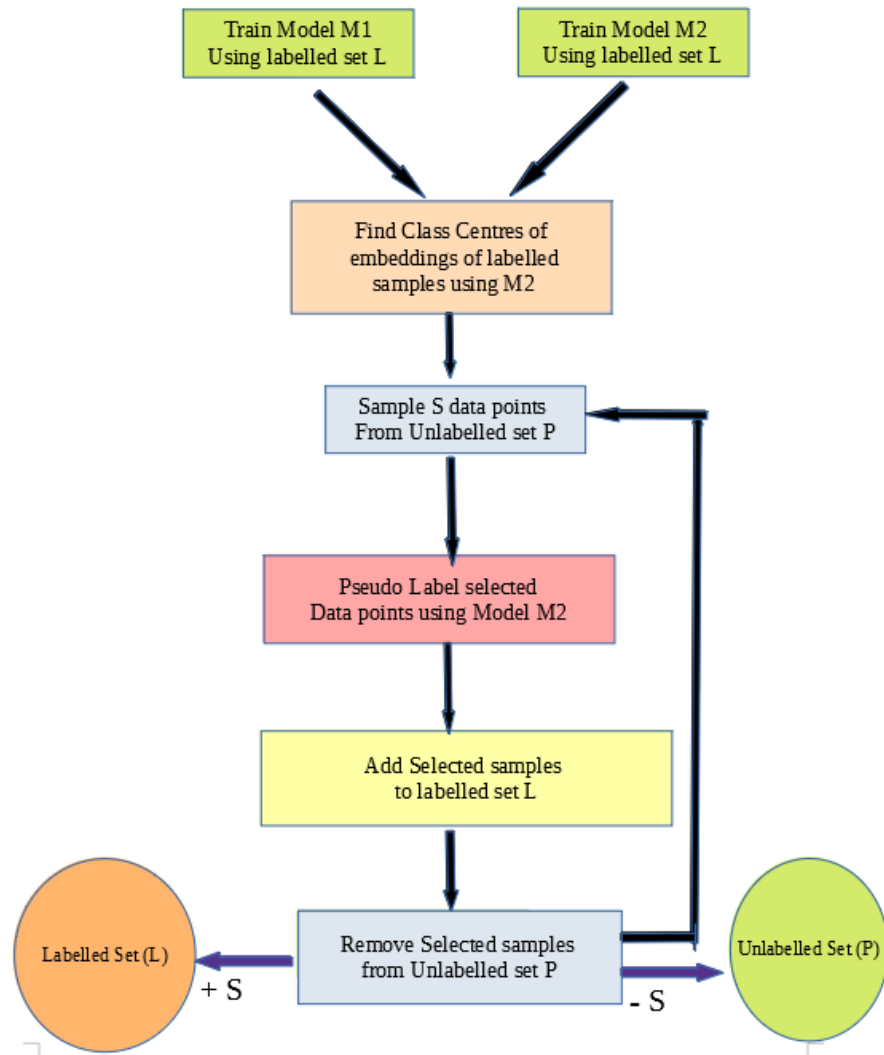 Train Model M1
Using labelled set L
Train Model M2
Using labelled set L
Find Class Centres of
embeddings of labelled
samples using M2
Sample S data points
From Unlabelled set P
Pseudo Label selected
Data points using Model M2
Add Selected samples
to labelled set L
Remove Selected samples
from Unlabelled set P
Labelled Set (L)
+ S
- S
Unlabelled Set (P)